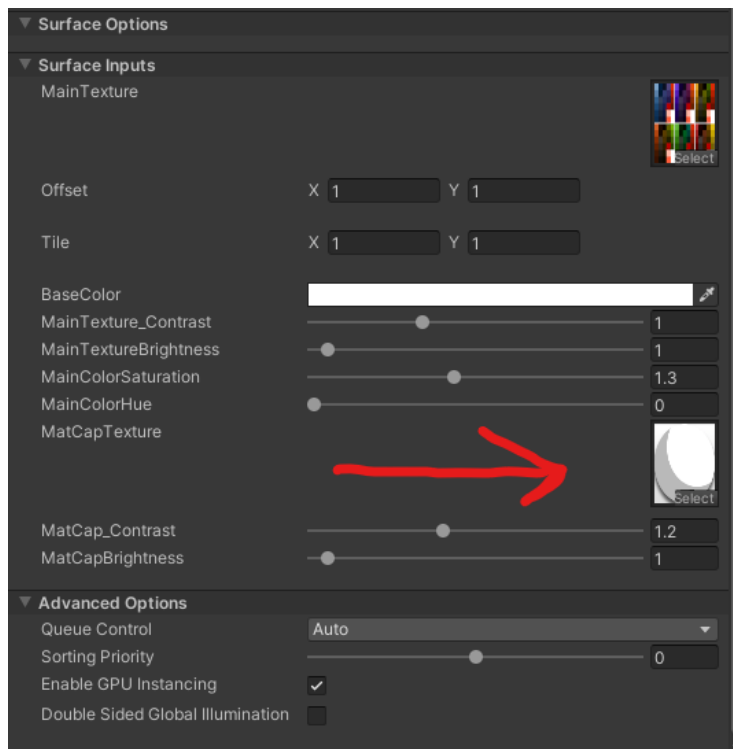 Surface Options
Surface Inputs
MainTexture
Select
Offset X 1 Y 1
Tile X 1 Y 1
BaseColor
MainTexture_Contrast 1
MainTextureBrightness 1
MainColorSaturation 1.3
MainColorHue 0
MatCapTexture
Select
MatCap_Contrast 1.2
MatCapBrightness 1
Advanced Options
Queue Control Auto
Sorting Priority 0
Enable GPU Instancing
Double Sided Global Illumination